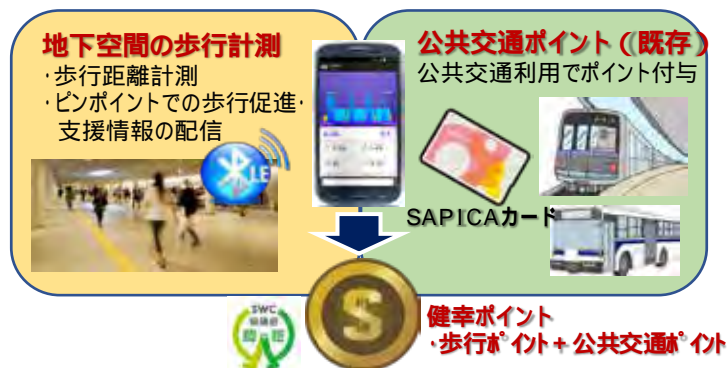 地下空間の歩行計測
・歩行距離計測
・ピンポイントでの歩行促進・
支援情報の配信
LE
公共交通ポイント（既存）
公共交通利用でポイント付与
SAPICAカード
SWC
S
健幸ポイント
・歩行ﾎﾟｲﾝﾄ＋公共交通ﾎﾟｲﾝﾄ